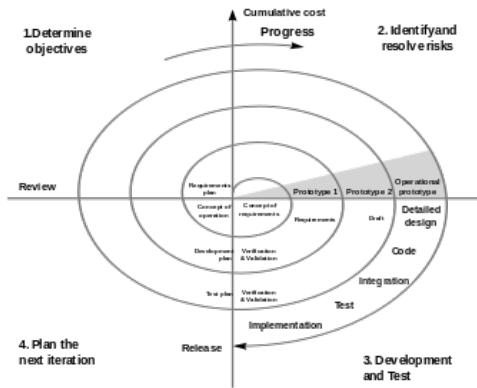 Cumulative cost
Progress
1.Determine
objectives
2. Identify and
resolve risks
Review
Requirements
plan
Prototype 1
Prototype 2
Operational
prototype
Concept of
operation
Concept of
requirements
Requirements
Draft
Detailed
design
Development
plan
Verification
& Validation
Code
Integration
Test plan
Verification
& Validation
Test
Implementation
Release
4. Plan the
next iteration
3. Development
and Test